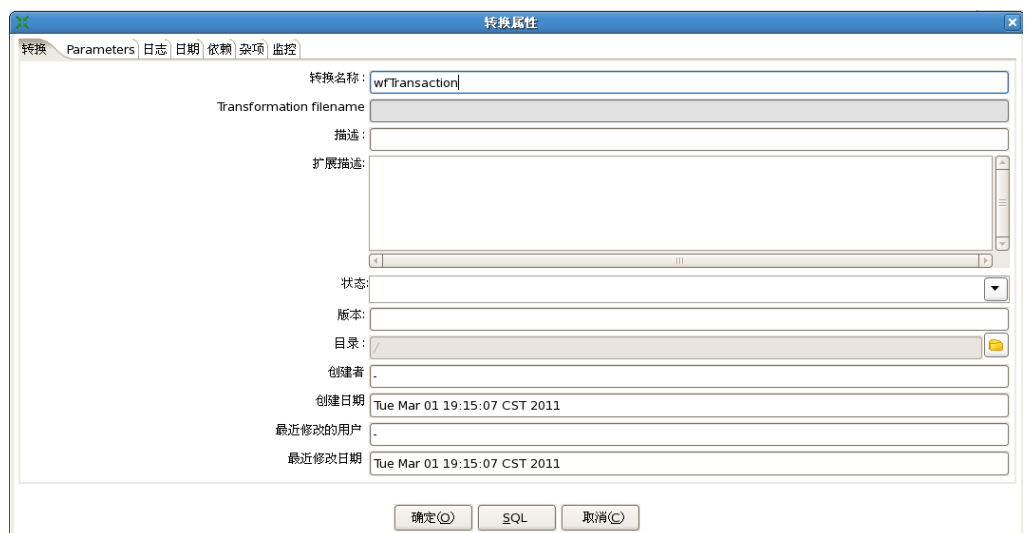 转换属性
转换 Parameters 日志 日期 依赖 杂项 监控
转换名称 : wfTransaction
Transformation filename
描述 :
扩展描述:
状态:
版本:
目录 : /
创建者 -
创建日期 Tue Mar 01 19:15:07 CST 2011
最近修改的用户 -
最近修改日期 Tue Mar 01 19:15:07 CST 2011
确定(O) SQL 取消(C)